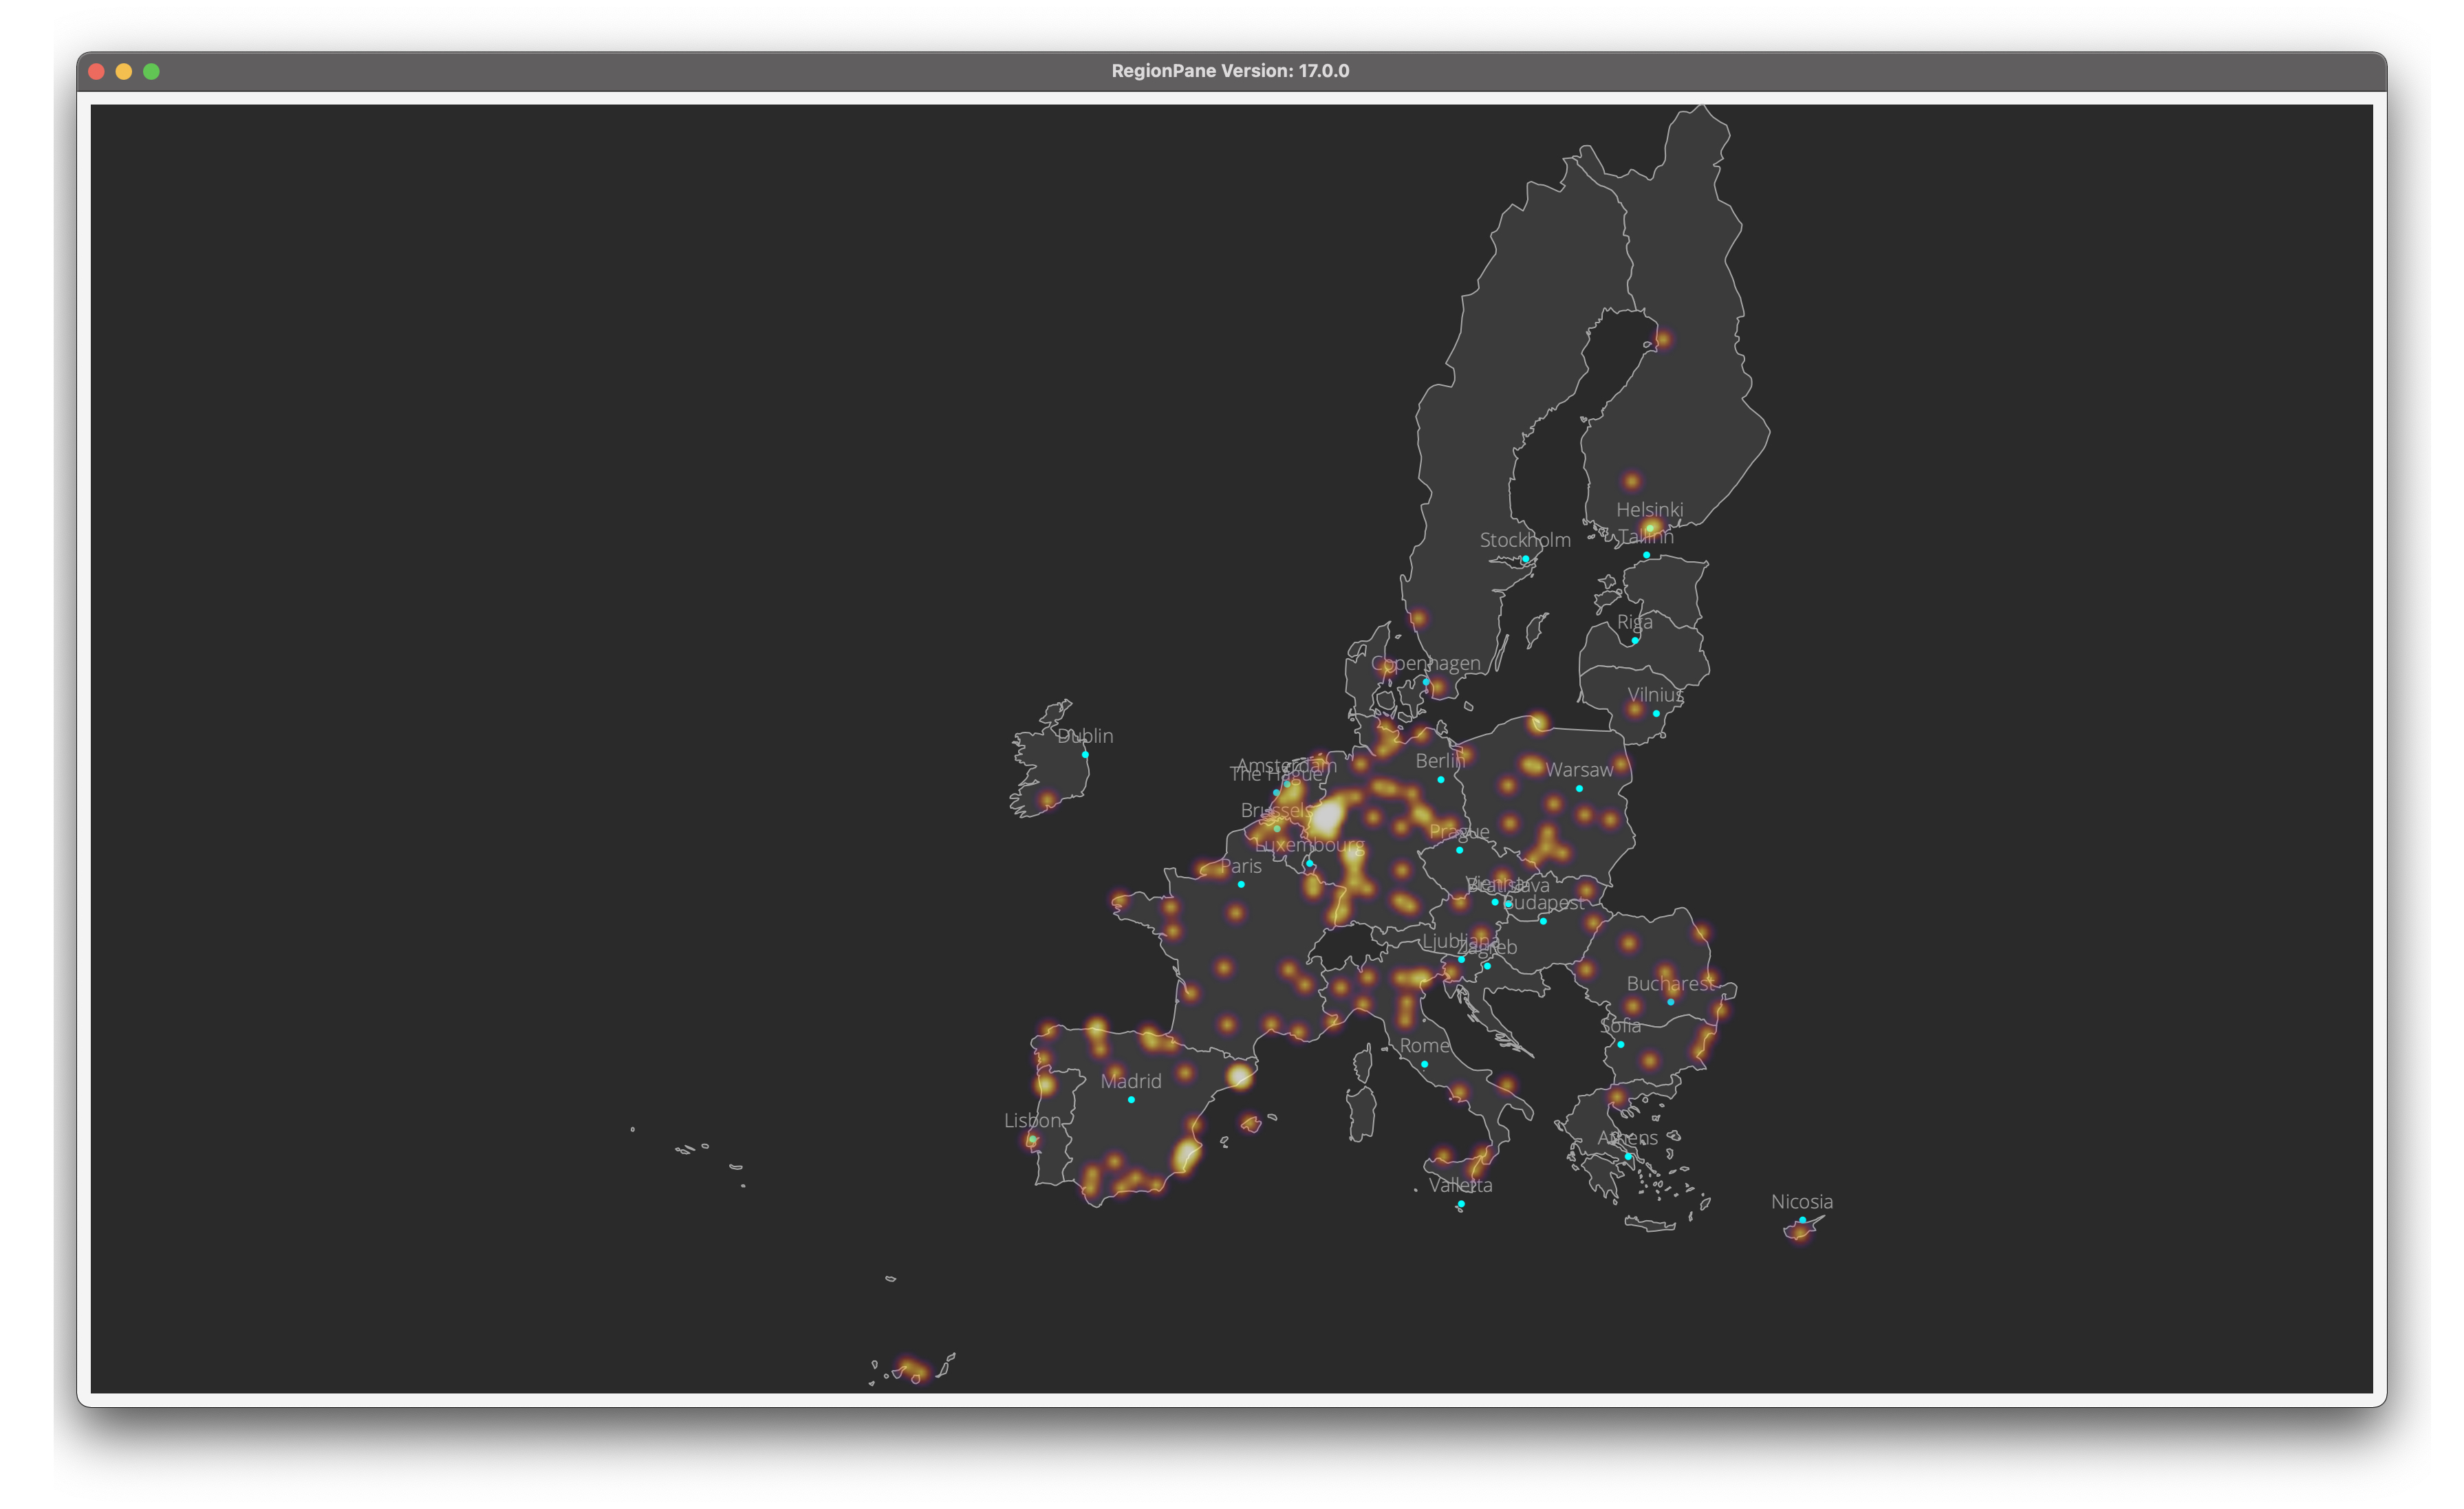 RegionPane Version: 17.0.0
Helsinki
Tallinn
Stockholm
Riga
Copenhagen
Vilnius
Dublin
Berlin
Amsterdam
The Hague
Warsaw
Brussels
Prague
Luxembourg
Paris
Vienna
Bratislava
Budapest
Ljubljana
Zagreb
Bucharest
Sofia
Rome
Madrid
Lisbon
Athens
Valletta
Nicosia